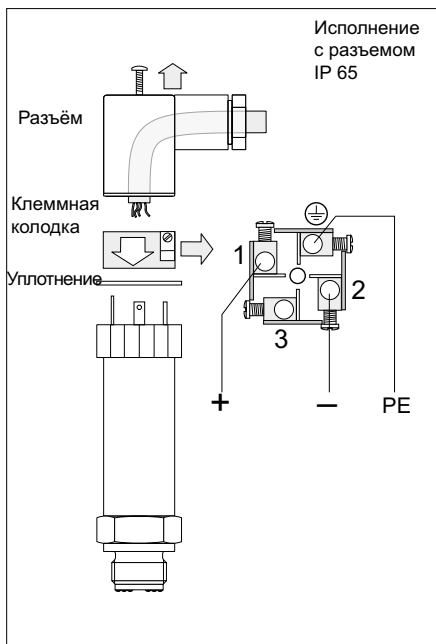 Исполнение
с разъемом
IP 65
Разъём
Клеммная
колодка
Уплотнение
1
2
3
+
–
PE